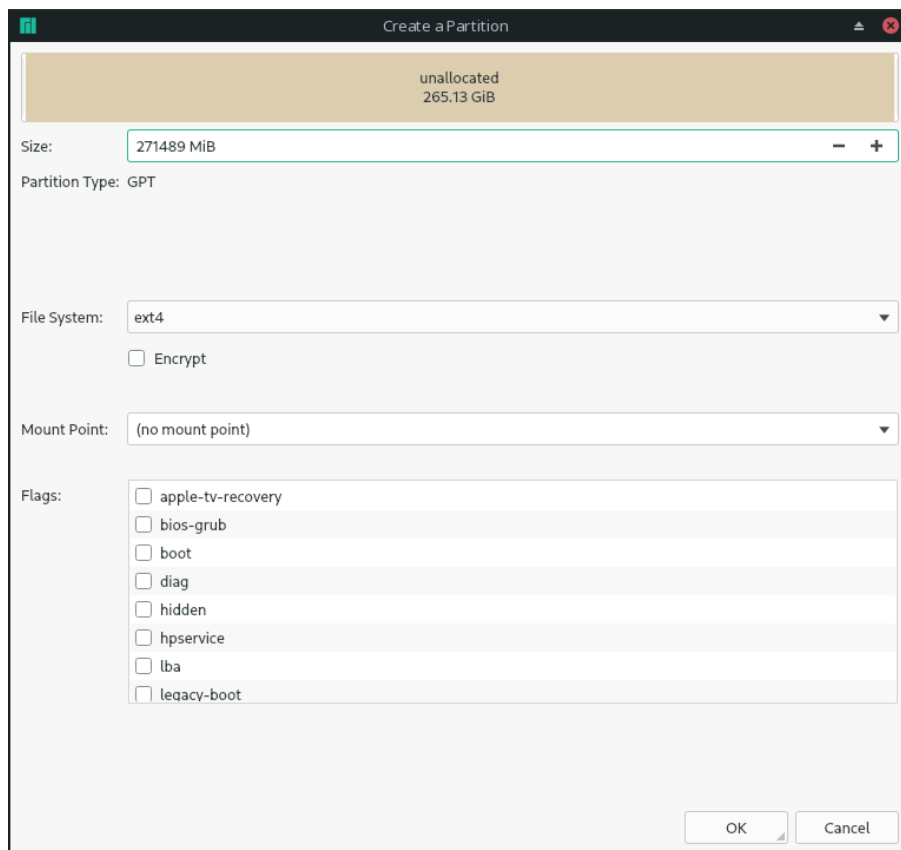 Create a Partition
unallocated
265.13 GiB
Size: 271489 MiB
Partition Type: GPT
File System: ext4
Encrypt
Mount Point: (no mount point)
Flags: apple-tv-recovery
bios-grub
boot
diag
hidden
hpservice
lba
legacy-boot
OK Cancel